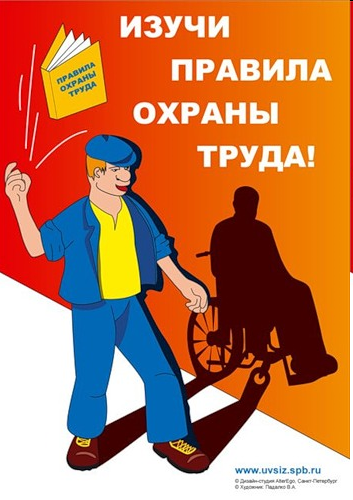 ИЗУЧИ
ПРАВИЛА
ОХРАНЫ
ТРУДА!
ПРАВИЛА
ОХРАНЫ
ТРУДА
www.uvsiz.spb.ru
© Дизайн-студия AlterEgo, Санкт-Петербург
© Художник Падалко В.А.